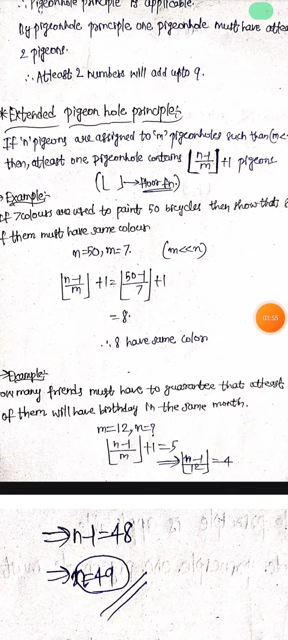 ∴ Pigeonhole principle is applicable.
By pigeonhole principle one pigeonhole must have atlea
2 pigeons.
∴ Atleast 2 numbers will add upto 9.
* Extended pigeon hole principle:-
If 'n' pigeons are assigned to 'm' pigeonholes such than (m<
then, atleast one pigeonhole contains ⌊(n-1)/m⌋ + 1 pigeons
(⌊ ⌋→ floor fn)
→ Example:-
If 7 colours are used to paint 50 bicycles then show that 8
f them must have same colour.
n=50, m=7. (m<<n)
⌊(n-1)/m⌋ + 1 = ⌊(50-1)/7⌋ + 1
= 8.
03:55
∴ 8 have same color
→ Example:-
ow many friends must have to guarantee that atleast
of them will have birthday in the same month.
m=12, n=?
⌊(n-1)/m⌋ + 1 = 5
⇒ ⌊(n-1)/12⌋ = 4
⇒ n-1 = 48
⇒ n = 49